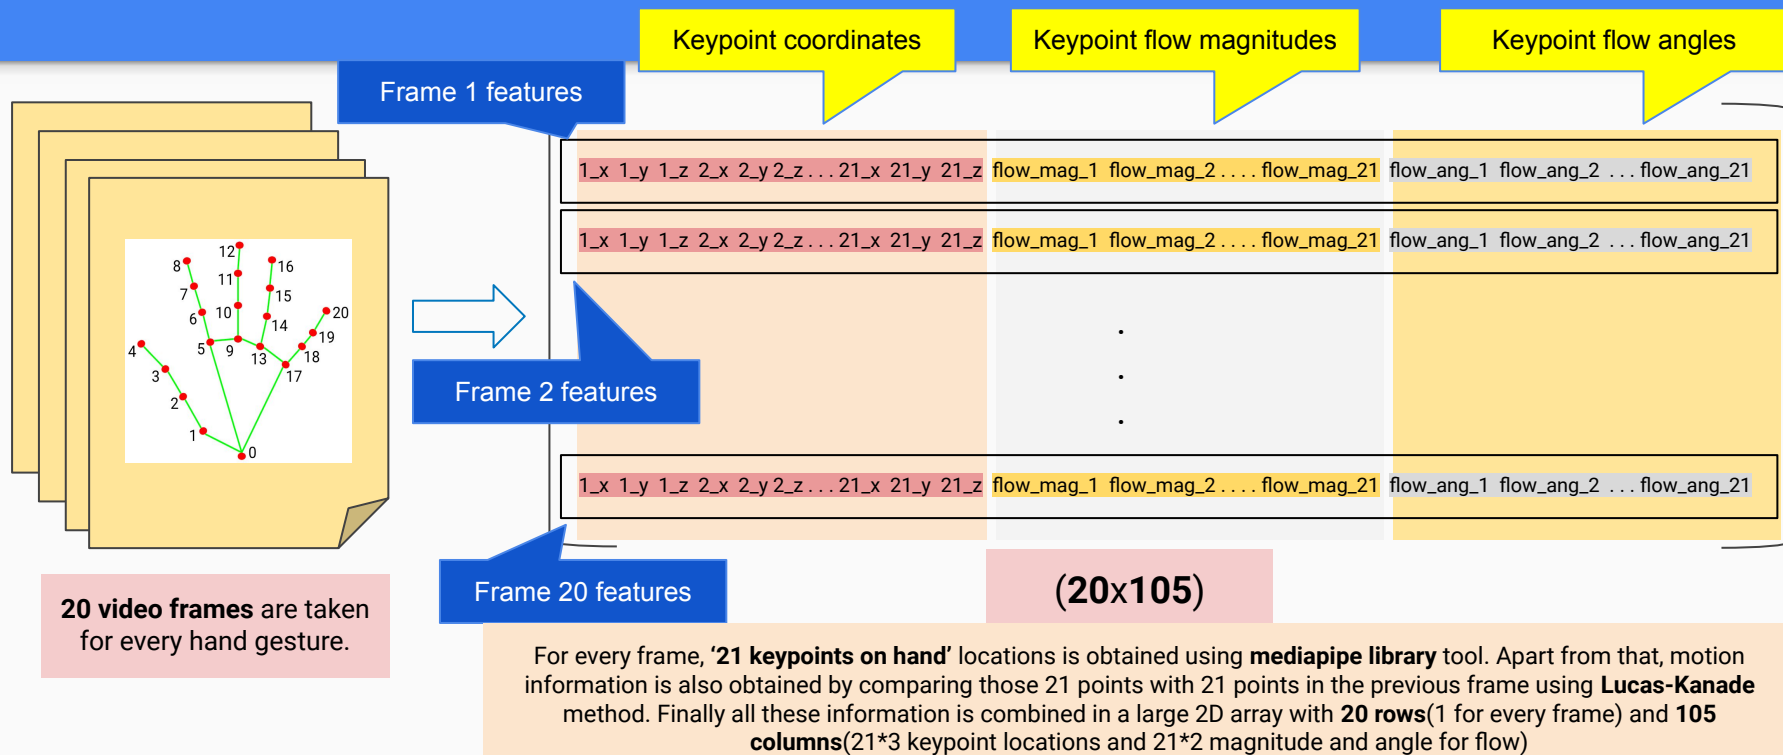 Keypoint coordinates
Keypoint flow magnitudes
Keypoint flow angles
Frame 1 features
1_x 1_y 1_z 2_x 2_y 2_z . . . 21_x 21_y 21_z flow_mag_1 flow_mag_2 . . . . flow_mag_21 flow_ang_1 flow_ang_2 . . . flow_ang_21
1_x 1_y 1_z 2_x 2_y 2_z . . . 21_x 21_y 21_z flow_mag_1 flow_mag_2 . . . . flow_mag_21 flow_ang_1 flow_ang_2 . . . flow_ang_21
12
8
16
11
7
15
10
20
6
14
19
4
5
9
13
18
3
17
2
1
0
.
.
.
Frame 2 features
1_x 1_y 1_z 2_x 2_y 2_z . . . 21_x 21_y 21_z flow_mag_1 flow_mag_2 . . . . flow_mag_21 flow_ang_1 flow_ang_2 . . . flow_ang_21
Frame 20 features
(20x105)
20 video frames are taken
for every hand gesture.
For every frame, ‘21 keypoints on hand’ locations is obtained using mediapipe library tool. Apart from that, motion
information is also obtained by comparing those 21 points with 21 points in the previous frame using Lucas-Kanade
method. Finally all these information is combined in a large 2D array with 20 rows(1 for every frame) and 105
columns(21*3 keypoint locations and 21*2 magnitude and angle for flow)